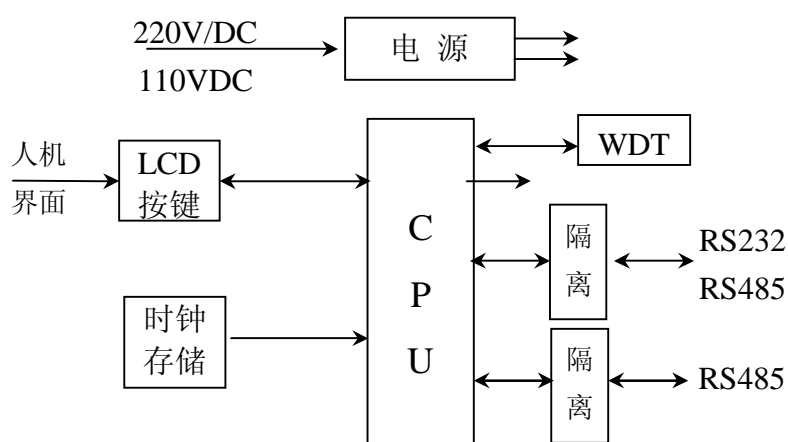 220V/DC
电 源
110VDC
人机
界面
LCD
按键
WDT
C
P
U
隔
离
RS232
RS485
时钟
存储
隔
离
RS485